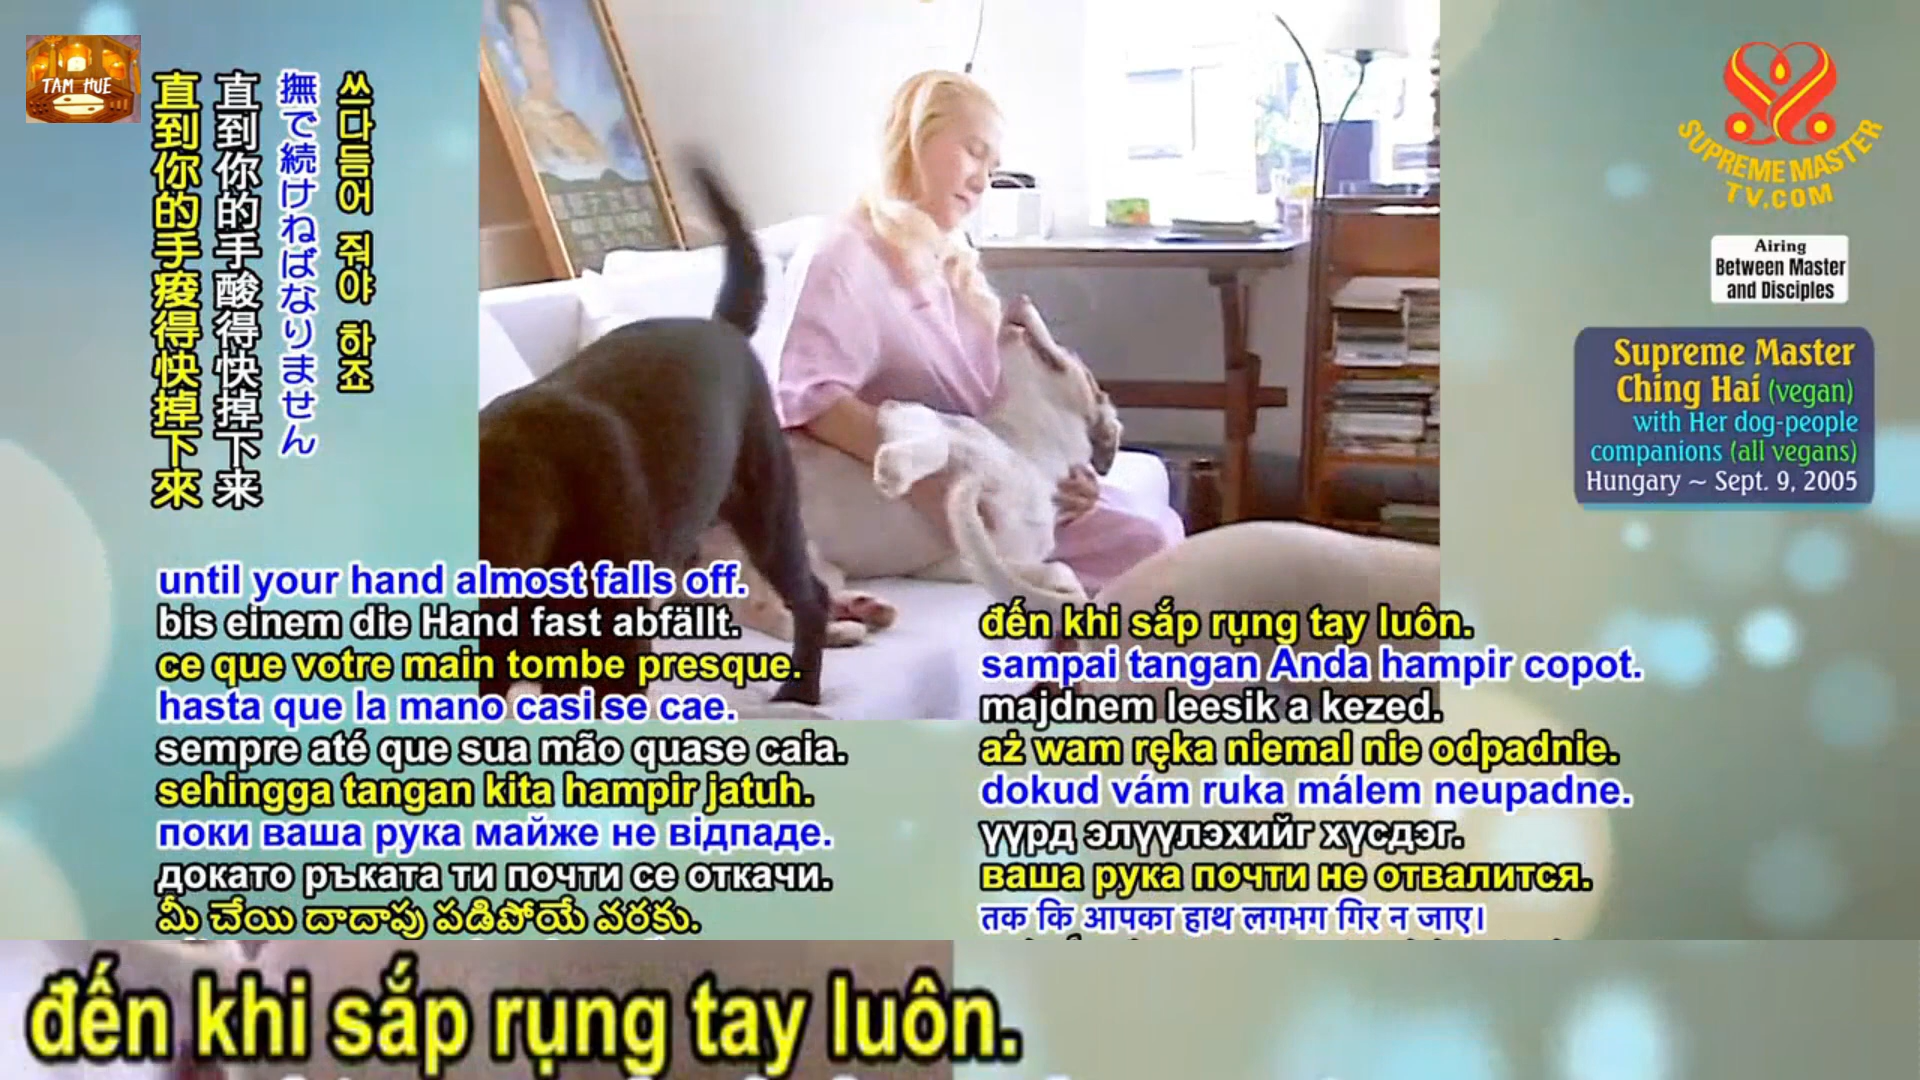 TAM HUE
直到你的手痠得快掉下來
直到你的手酸得快掉下来
撫で続けねばなりません
쓰다듬어 줘야 하죠
SUPREME MASTER
TV.COM
Airing
Between Master
and Disciples
Supreme Master
Ching Hai (vegan)
with Her dog-people
companions (all vegans)
Hungary ~ Sept. 9, 2005
until your hand almost falls off.
bis einem die Hand fast abfällt.
ce que votre main tombe presque.
hasta que la mano casi se cae.
sempre até que sua mão quase caia.
sehingga tangan kita hampir jatuh.
поки ваша рука майже не відпаде.
докато ръката ти почти се откачи.
మీ చేయి దాదాపు పడిపోయే వరకు.
đến khi sắp rụng tay luôn.
sampai tangan Anda hampir copot.
majdnem leesik a kezed.
aż wam ręka niemal nie odpadnie.
dokud vám ruka málem neupadne.
үүрд элүүлэхийг хүсдэг.
ваша рука почти не отвалится.
तक कि आपका हाथ लगभग गिर न जाए।
đến khi sắp rụng tay luôn.